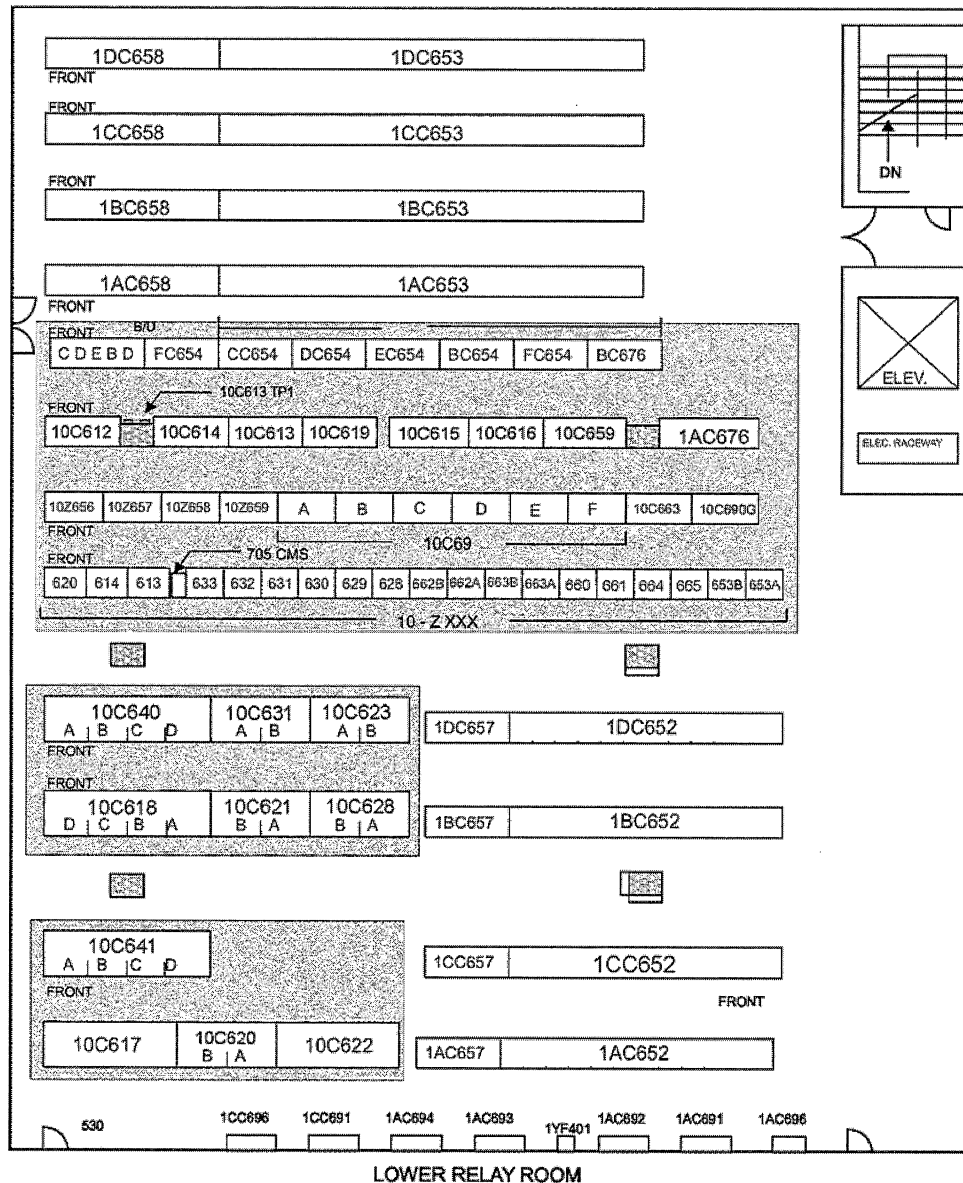 1DC658 1DC653
FRONT
FRONT
1CC658 1CC653
DN
FRONT
1BC658 1BC653
1AC658 1AC653
FRONT
FRONT B/U
C D E B D FC654 CC654 DC654 EC654 BC654 FC654 BC676
ELEV.
10C613 TP1
FRONT
10C612 10C614 10C613 10C619 10C615 10C616 10C659 1AC676
ELEC. RACEWAY
10Z656 10Z657 10Z658 10Z659 A B C D E F 10C663 10C690G
FRONT
10C69
FRONT 705 CMS
620 614 613 633 632 631 630 629 628 662B 662A 663B 663A 660 661 664 665 653B 653A
10 - Z XXX
10C640 10C631 10C623
A B C D A B A B
1DC657 1DC652
FRONT
FRONT
10C618 10C621 10C628
D C B A B A B A
1BC657 1BC652
10C641
A B C D
1CC657 1CC652
FRONT
FRONT
10C617 10C620 10C622
B A
1AC657 1AC652
530 1CC696 1CC691 1AC694 1AC693 1YF401 1AC692 1AC691 1AC696
LOWER RELAY ROOM